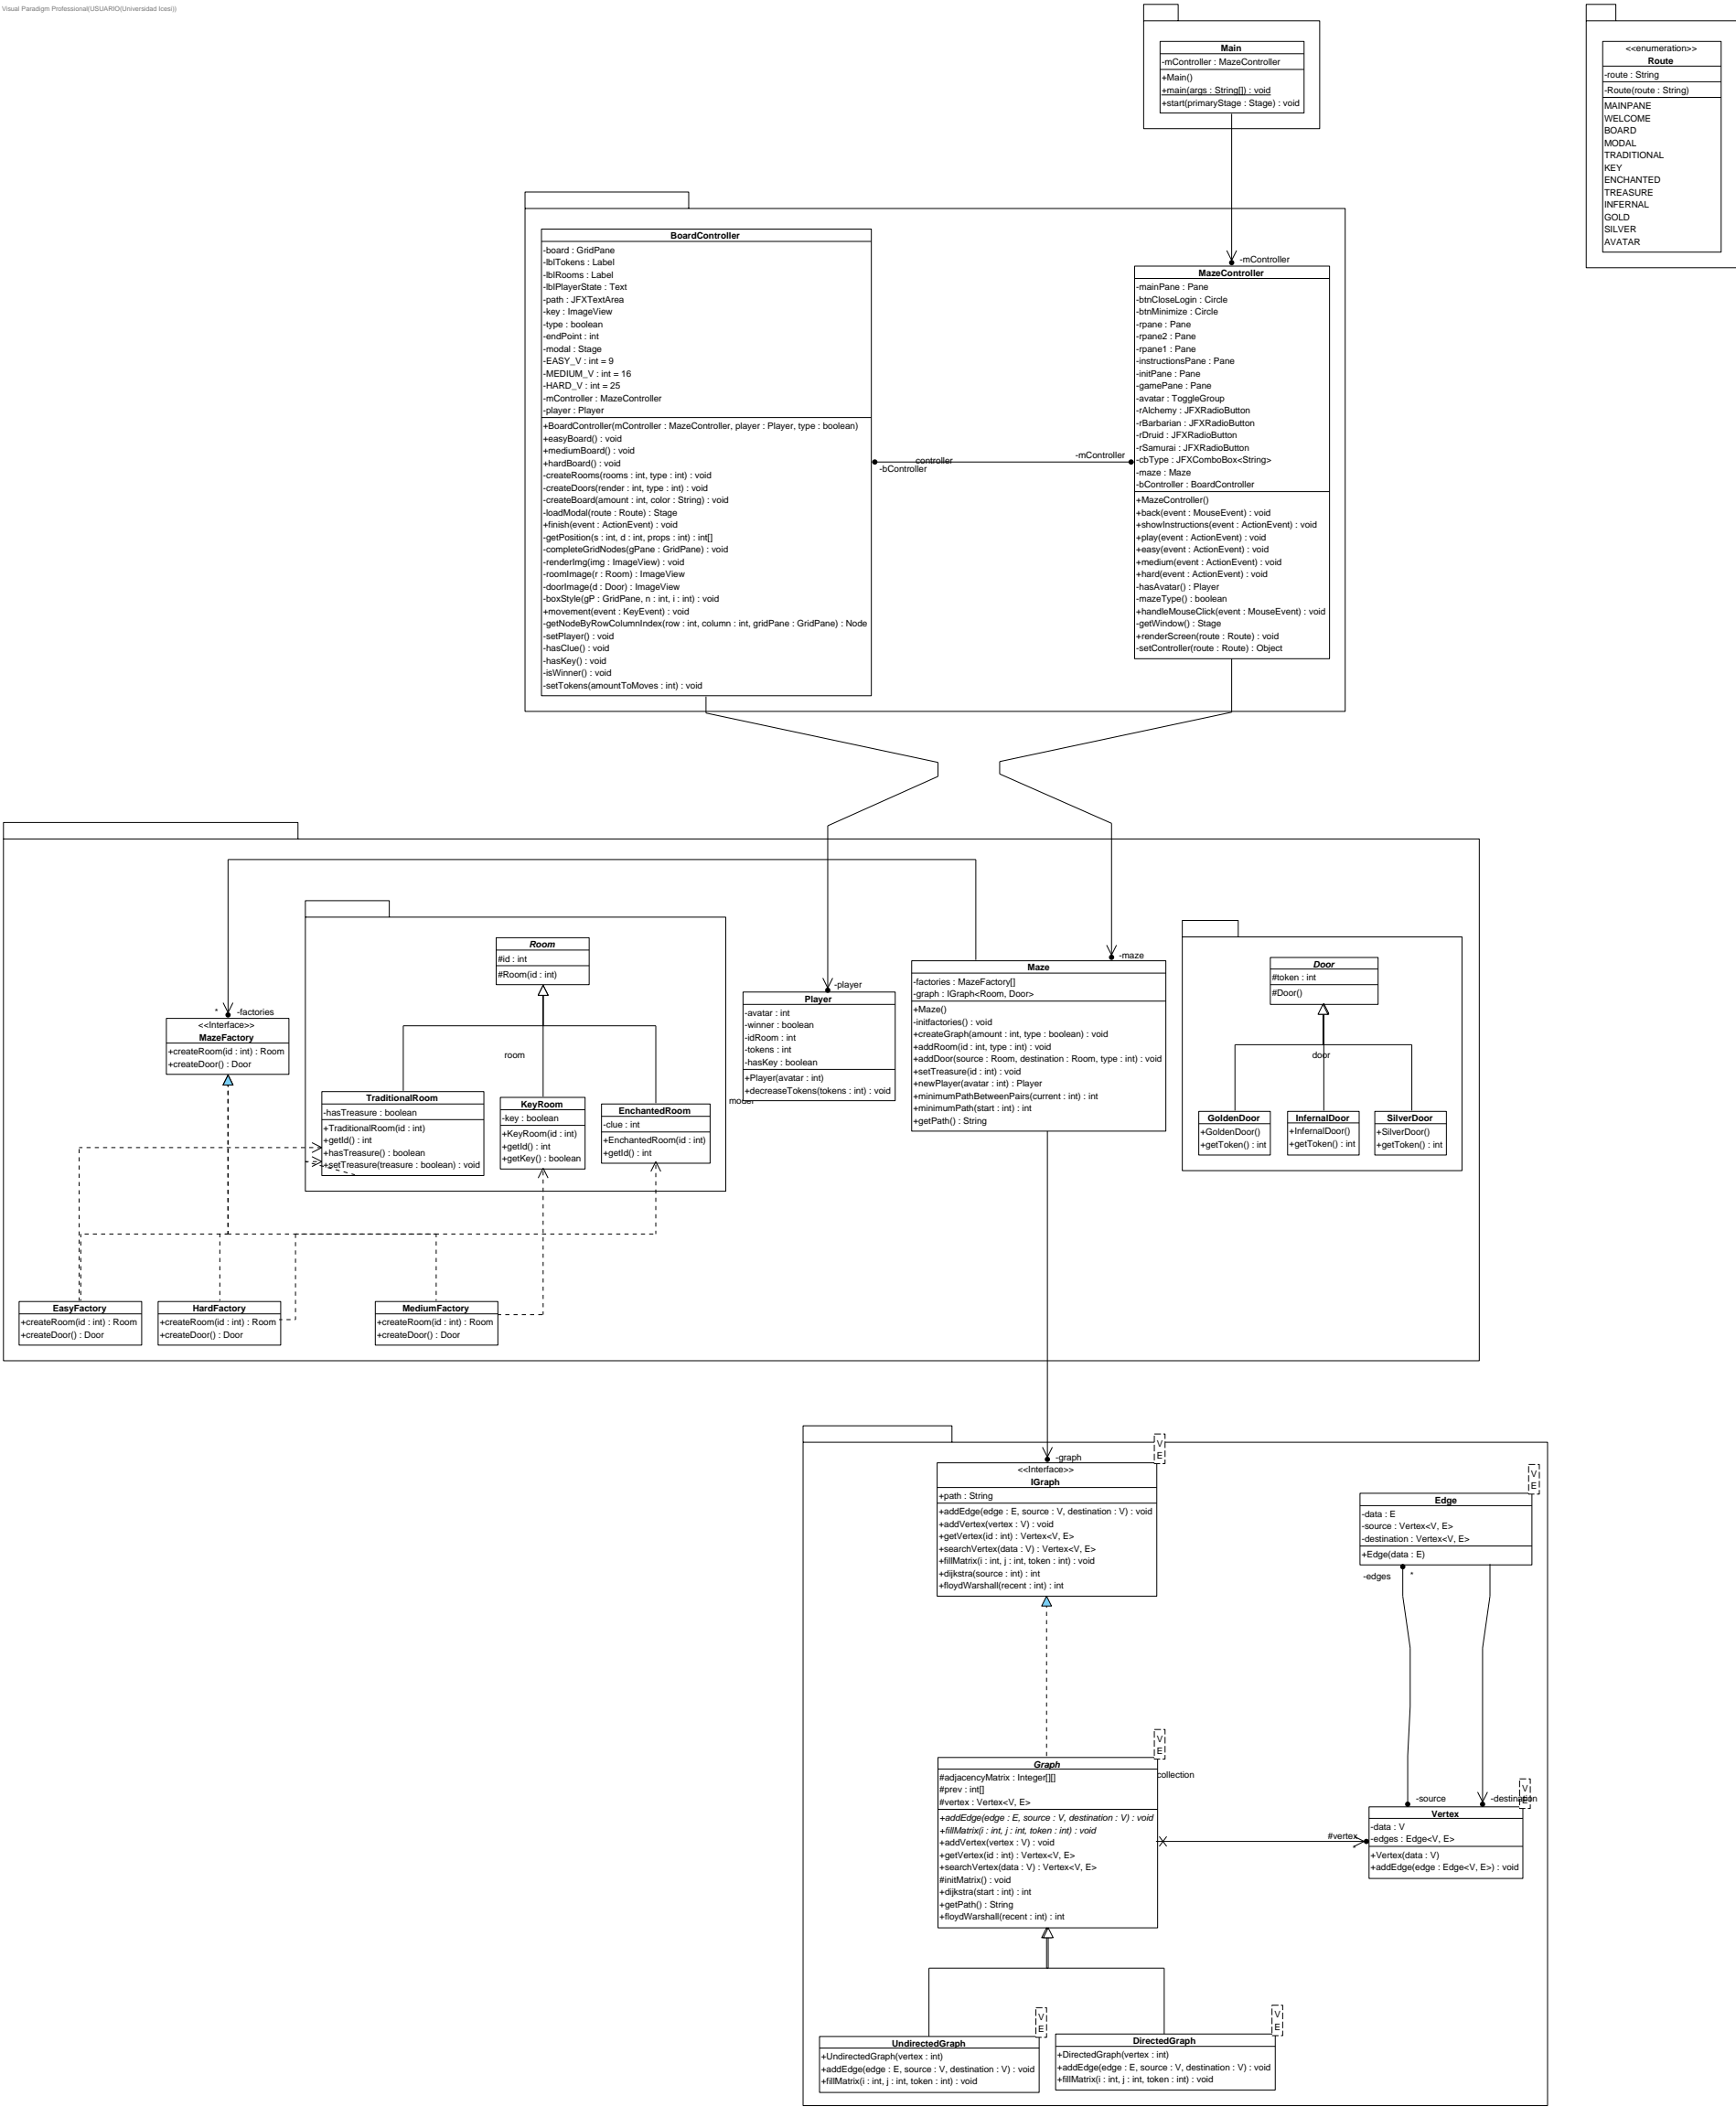 Visual Paradigm Professional(USUARIO(Universidad Icesi))
Main
-mController : MazeController
+Main()
+main(args : String[]) : void
+start(primaryStage : Stage) : void
<<enumeration>>
Route
-route : String
-Route(route : String)
MAINPANE
WELCOME
BOARD
MODAL
TRADITIONAL
KEY
ENCHANTED
TREASURE
INFERNAL
GOLD
SILVER
AVATAR
BoardController
-board : GridPane
-lblTokens : Label
-lblRooms : Label
-lblPlayerState : Text
-path : JFXTextArea
-key : ImageView
-type : boolean
-endPoint : int
-modal : Stage
-EASY_V : int = 9
-MEDIUM_V : int = 16
-HARD_V : int = 25
-mController : MazeController
-player : Player
+BoardController(mController : MazeController, player : Player, type : boolean)
+easyBoard() : void
+mediumBoard() : void
+hardBoard() : void
-createRooms(rooms : int, type : int) : void
-createDoors(render : int, type : int) : void
-createBoard(amount : int, color : String) : void
-loadModal(route : Route) : Stage
+finish(event : ActionEvent) : void
-getPosition(s : int, d : int, props : int) : int[]
-completeGridNodes(gPane : GridPane) : void
-renderImg(img : ImageView) : void
-roomImage(r : Room) : ImageView
-doorImage(d : Door) : ImageView
-boxStyle(gP : GridPane, n : int, i : int) : void
+movement(event : KeyEvent) : void
-getNodeByRowColumnIndex(row : int, column : int, gridPane : GridPane) : Node
-setPlayer() : void
-hasClue() : void
-hasKey() : void
-isWinner() : void
-setTokens(amountToMoves : int) : void
-bController
controller
-mController
-mController
MazeController
-mainPane : Pane
-btnCloseLogin : Circle
-btnMinimize : Circle
-rpane : Pane
-rpane2 : Pane
-rpane1 : Pane
-instructionsPane : Pane
-initPane : Pane
-gamePane : Pane
-avatar : ToggleGroup
-rAlchemy : JFXRadioButton
-rBarbarian : JFXRadioButton
-rDruid : JFXRadioButton
-rSamurai : JFXRadioButton
-cbType : JFXComboBox<String>
-maze : Maze
-bController : BoardController
+MazeController()
+back(event : MouseEvent) : void
+showInstructions(event : ActionEvent) : void
+play(event : ActionEvent) : void
+easy(event : ActionEvent) : void
+medium(event : ActionEvent) : void
+hard(event : ActionEvent) : void
-hasAvatar() : Player
-mazeType() : boolean
+handleMouseClick(event : MouseEvent) : void
-getWindow() : Stage
+renderScreen(route : Route) : void
-setController(route : Route) : Object
* -factories
<<Interface>>
MazeFactory
+createRoom(id : int) : Room
+createDoor() : Door
Room
#id : int
#Room(id : int)
room
TraditionalRoom
-hasTreasure : boolean
+TraditionalRoom(id : int)
+getId() : int
+hasTreasure() : boolean
+setTreasure(treasure : boolean) : void
KeyRoom
-key : boolean
+KeyRoom(id : int)
+getId() : int
+getKey() : boolean
EnchantedRoom
-clue : int
+EnchantedRoom(id : int)
+getId() : int
model
-player
Player
-avatar : int
-winner : boolean
-idRoom : int
-tokens : int
-hasKey : boolean
+Player(avatar : int)
+decreaseTokens(tokens : int) : void
-maze
Maze
-factories : MazeFactory[]
-graph : IGraph<Room, Door>
+Maze()
-initfactories() : void
+createGraph(amount : int, type : boolean) : void
+addRoom(id : int, type : int) : void
+addDoor(source : Room, destination : Room, type : int) : void
+setTreasure(id : int) : void
+newPlayer(avatar : int) : Player
+minimumPathBetweenPairs(current : int) : int
+minimumPath(start : int) : int
+getPath() : String
Door
#token : int
#Door()
door
GoldenDoor
+GoldenDoor()
+getToken() : int
InfernalDoor
+InfernalDoor()
+getToken() : int
SilverDoor
+SilverDoor()
+getToken() : int
EasyFactory
+createRoom(id : int) : Room
+createDoor() : Door
HardFactory
+createRoom(id : int) : Room
+createDoor() : Door
MediumFactory
+createRoom(id : int) : Room
+createDoor() : Door
-graph
V
E
<<Interface>>
IGraph
+path : String
+addEdge(edge : E, source : V, destination : V) : void
+addVertex(vertex : V) : void
+getVertex(id : int) : Vertex<V, E>
+searchVertex(data : V) : Vertex<V, E>
+fillMatrix(i : int, j : int, token : int) : void
+dijkstra(source : int) : int
+floydWarshall(recent : int) : int
V
E
Edge
-data : E
-source : Vertex<V, E>
-destination : Vertex<V, E>
+Edge(data : E)
-edges
*
V
E
Graph
#adjacencyMatrix : Integer[][]
#prev : int[]
#vertex : Vertex<V, E>
+addEdge(edge : E, source : V, destination : V) : void
+fillMatrix(i : int, j : int, token : int) : void
+addVertex(vertex : V) : void
+getVertex(id : int) : Vertex<V, E>
+searchVertex(data : V) : Vertex<V, E>
#initMatrix() : void
+dijkstra(start : int) : int
+getPath() : String
+floydWarshall(recent : int) : int
collection
#vertex
*
-source
-destination
V
E
Vertex
-data : V
-edges : Edge<V, E>
+Vertex(data : V)
+addEdge(edge : Edge<V, E>) : void
V
E
UndirectedGraph
+UndirectedGraph(vertex : int)
+addEdge(edge : E, source : V, destination : V) : void
+fillMatrix(i : int, j : int, token : int) : void
V
E
DirectedGraph
+DirectedGraph(vertex : int)
+addEdge(edge : E, source : V, destination : V) : void
+fillMatrix(i : int, j : int, token : int) : void